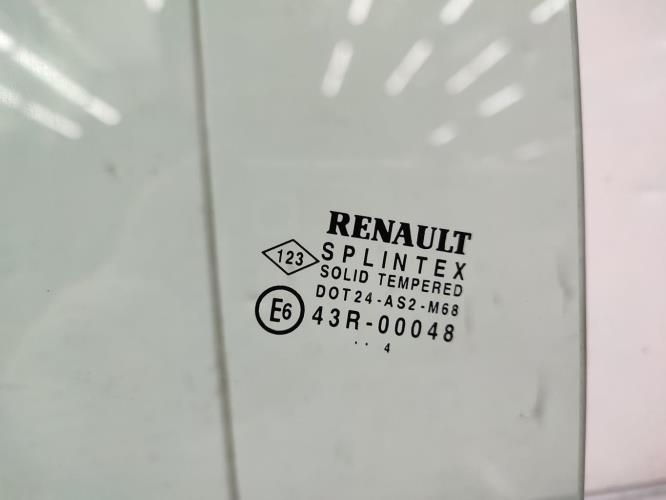 RENAULT
123 SPLINTEX
SOLID TEMPERED
DOT24-AS2-M68
E6 43R-00048
.. 4